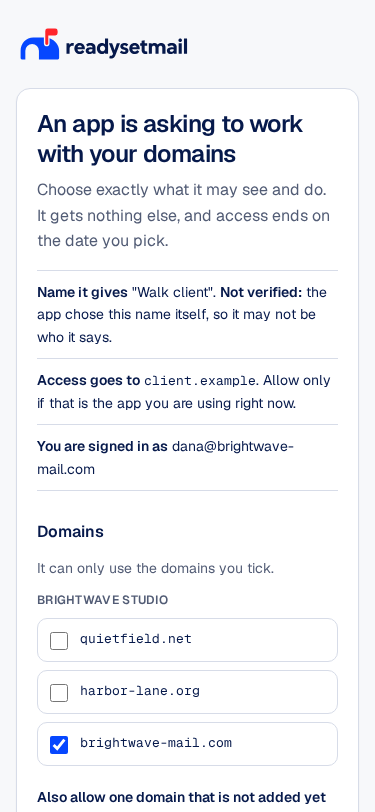 readysetmail
An app is asking to work
with your domains
Choose exactly what it may see and do.
It gets nothing else, and access ends on
the date you pick.
Name it gives "Walk client". Not verified: the
app chose this name itself, so it may not be
who it says.
Access goes to client.example. Allow only
if that is the app you are using right now.
You are signed in as dana@brightwave-
mail.com
Domains
It can only use the domains you tick.
BRIGHTWAVE STUDIO
quietfield.net
harbor-lane.org
brightwave-mail.com
Also allow one domain that is not added yet